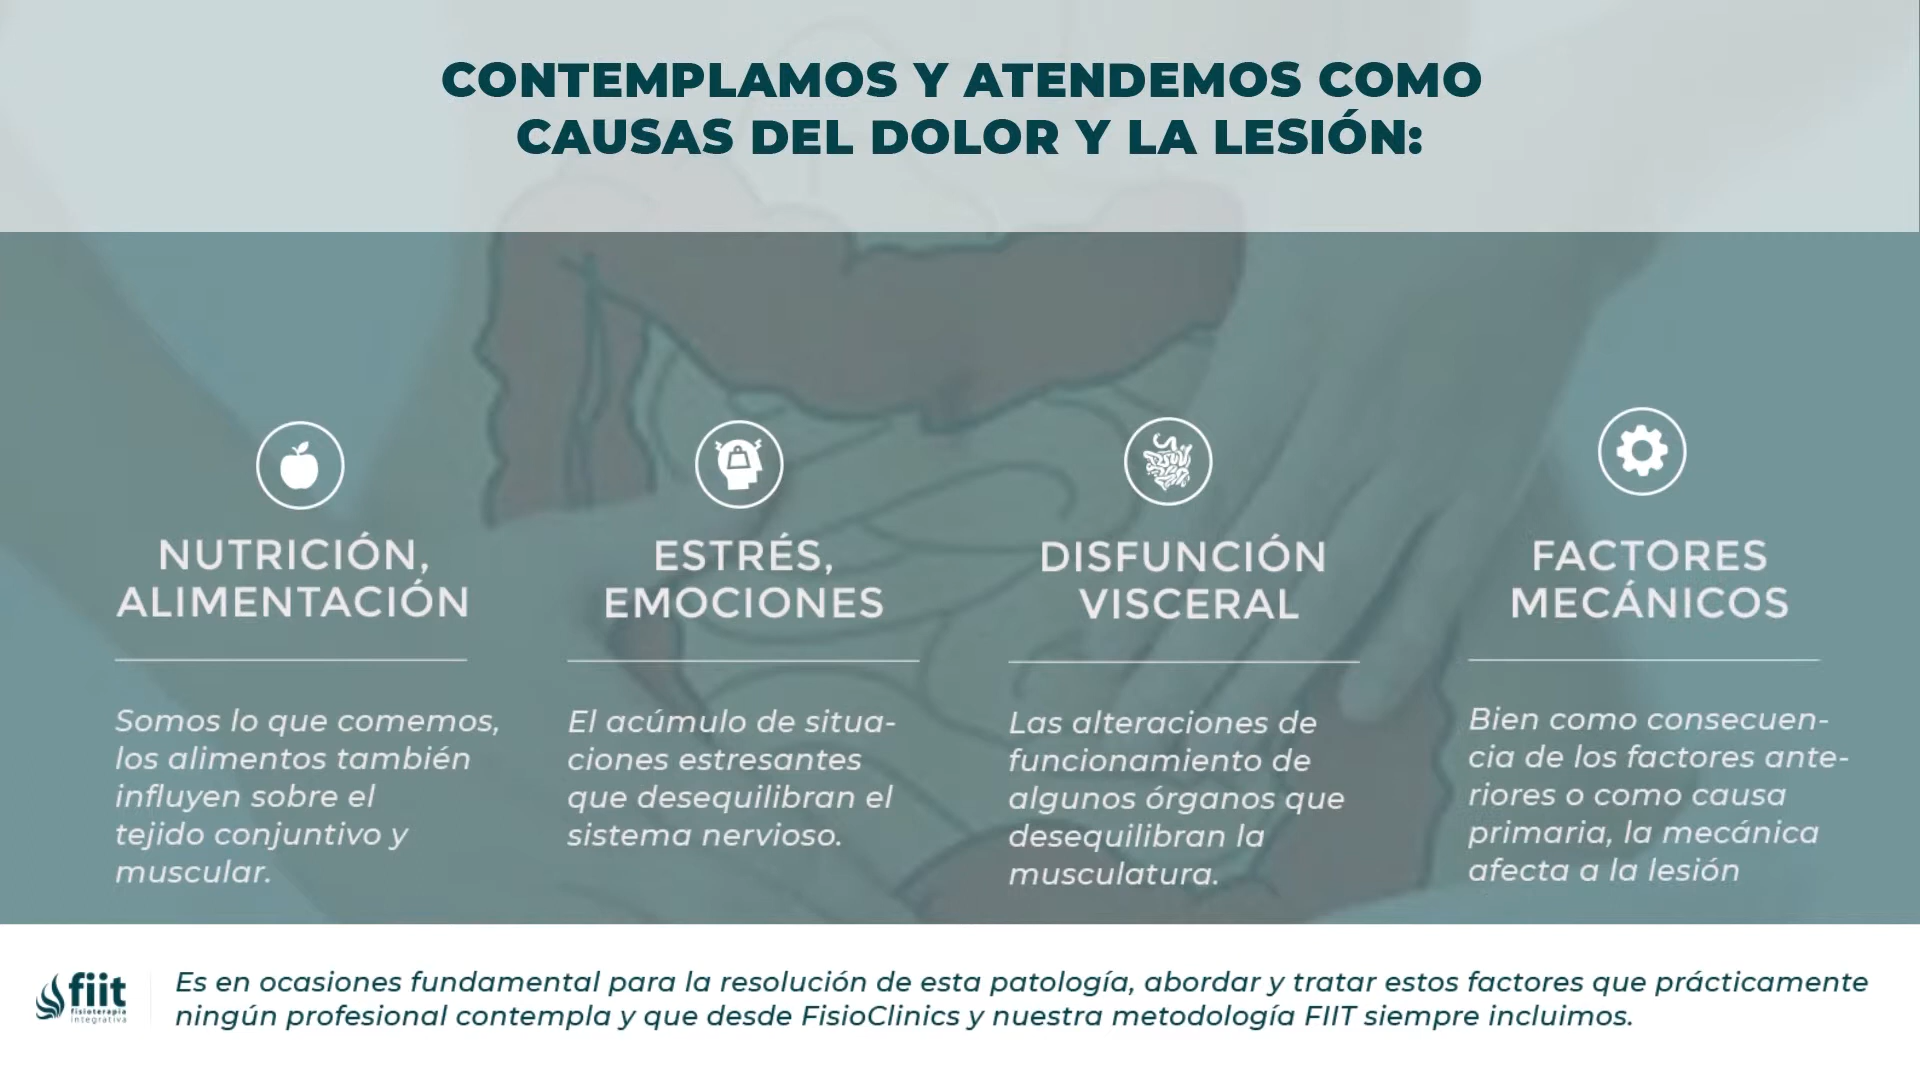 CONTEMPLAMOS Y ATENDEMOS COMO
CAUSAS DEL DOLOR Y LA LESIÓN:
NUTRICIÓN,
ALIMENTACIÓN
Somos lo que comemos,
los alimentos también
influyen sobre el
tejido conjuntivo y
muscular.
ESTRÉS,
EMOCIONES
El acúmulo de situa-
ciones estresantes
que desequilibran el
sistema nervioso.
DISFUNCIÓN
VISCERAL
Las alteraciones de
funcionamiento de
algunos órganos que
desequilibran la
musculatura.
FACTORES
MECÁNICOS
Bien como consecuen-
cia de los factores ante-
riores o como causa
primaria, la mecánica
afecta a la lesión
fiit
fisioterapia
integrativa
Es en ocasiones fundamental para la resolución de esta patología, abordar y tratar estos factores que prácticamente
ningún profesional contempla y que desde FisioClinics y nuestra metodología FIIT siempre incluimos.